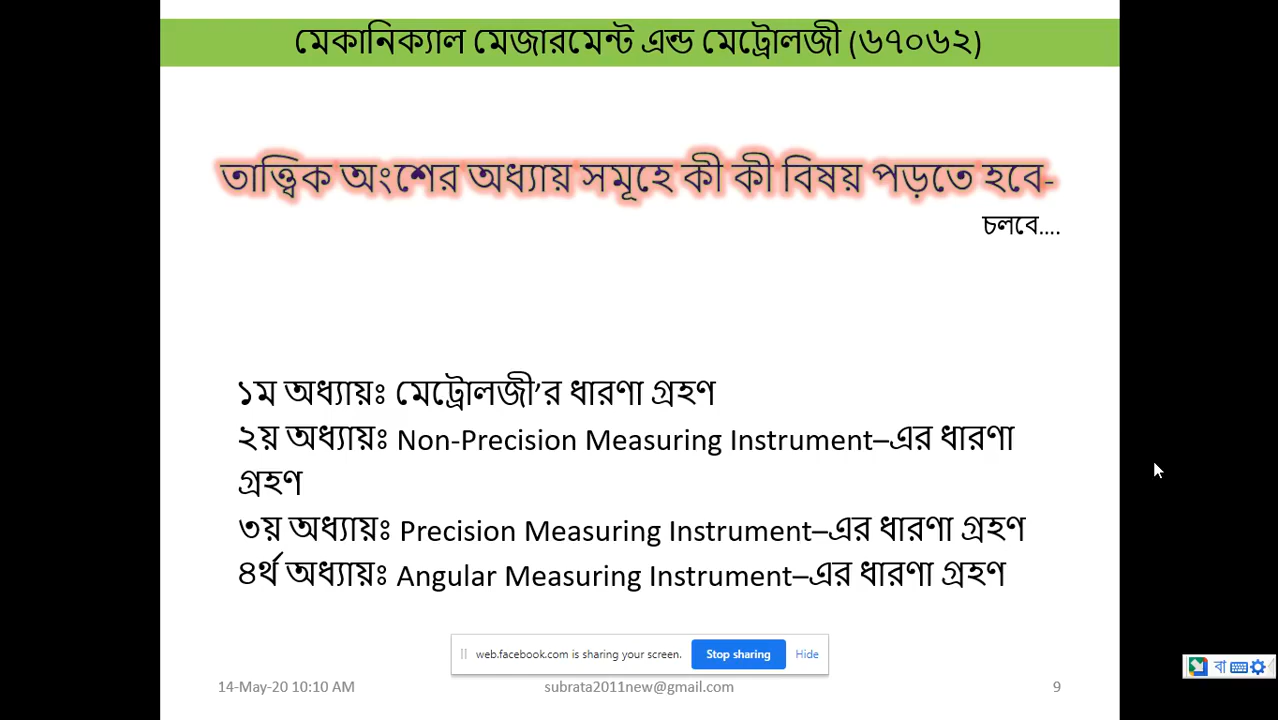 মেকানিক্যাল মেজারমেন্ট এন্ড মেট্রোলজী (৬৭০৬২)
তাত্ত্বিক অংশের অধ্যায় সমূহে কী কী বিষয় পড়তে হবে-
চলবে....
১ম অধ্যায়ঃ মেট্রোলজী’র ধারণা গ্রহণ
২য় অধ্যায়ঃ Non-Precision Measuring Instrument–এর ধারণা
গ্রহণ
৩য় অধ্যায়ঃ Precision Measuring Instrument–এর ধারণা গ্রহণ
৪র্থ অধ্যায়ঃ Angular Measuring Instrument–এর ধারণা গ্রহণ
web.facebook.com is sharing your screen. Stop sharing Hide
বা
14-May-20 10:10 AM subrata2011new@gmail.com 9